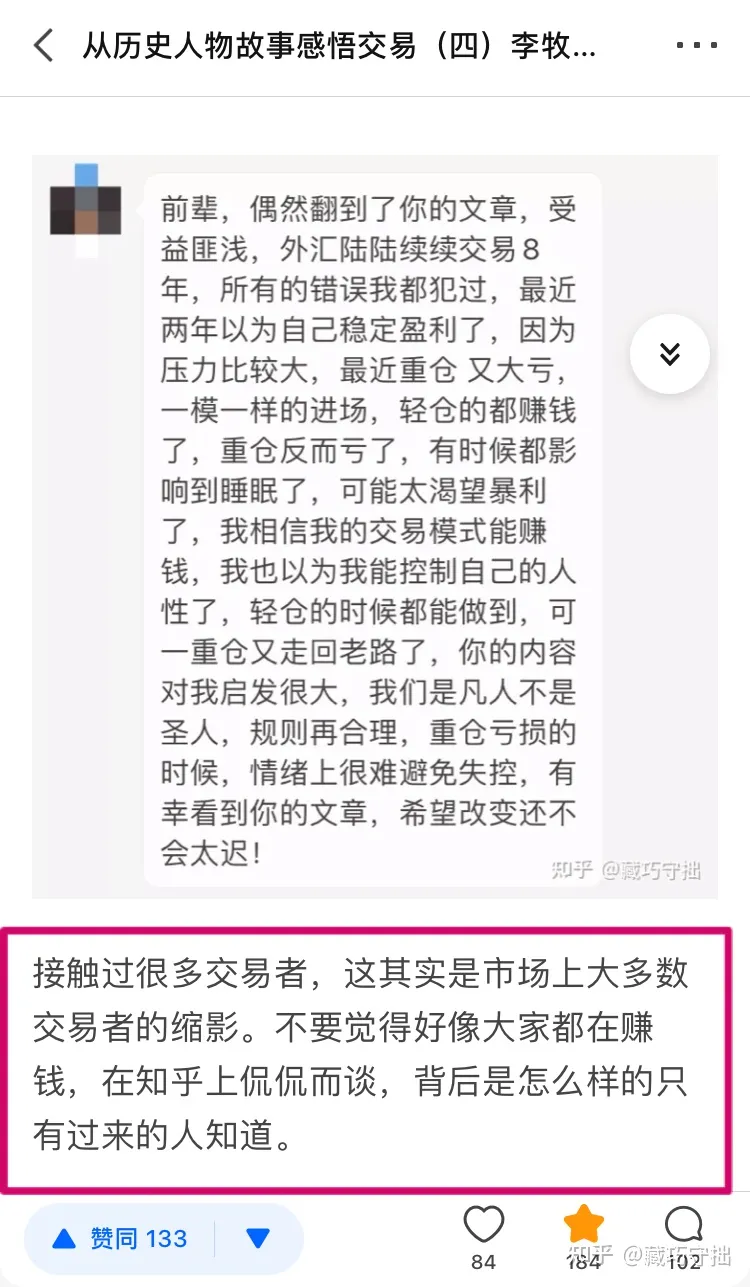 从历史人物故事感悟交易（四）李牧...
前辈，偶然翻到了你的文章，受
益匪浅，外汇陆陆续续交易8
年，所有的错误我都犯过，最近
两年以为自己稳定盈利了，因为
压力比较大，最近重仓 又大亏，
一模一样的进场，轻仓的都赚钱
了，重仓反而亏了，有时候都影
响到睡眠了，可能太渴望暴利
了，我相信我的交易模式能赚
钱，我也以为我能控制自己的人
性了，轻仓的时候都能做到，可
一重仓又走回老路了，你的内容
对我启发很大，我们是凡人不是
圣人，规则再合理，重仓亏损的
时候，情绪上很难避免失控，有
幸看到你的文章，希望改变还不
会太迟！
知乎 @藏巧守拙
接触过很多交易者，这其实是市场上大多数
交易者的缩影。不要觉得好像大家都在赚
钱，在知乎上侃侃而谈，背后是怎么样的只
有过来的人知道。
赞同 133
84
184
102
知乎 @藏巧守拙